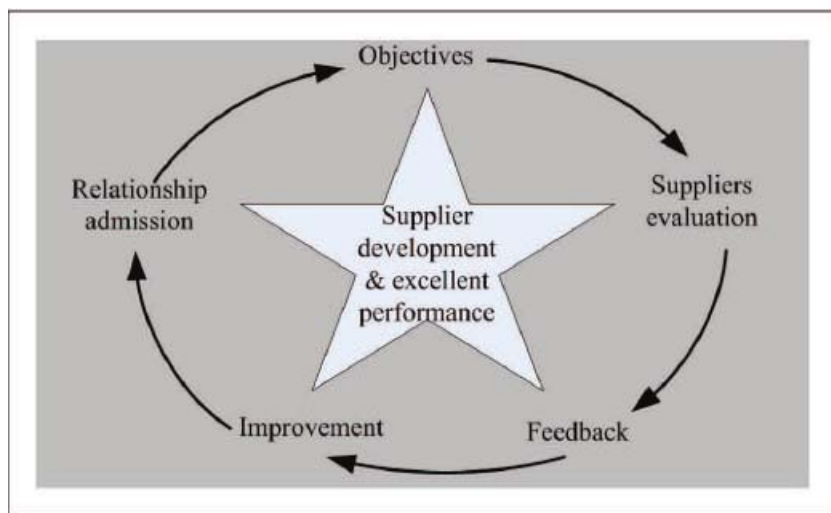 Objectives
Suppliers
evaluation
Feedback
Improvement
Relationship
admission
Supplier
development
& excellent
performance